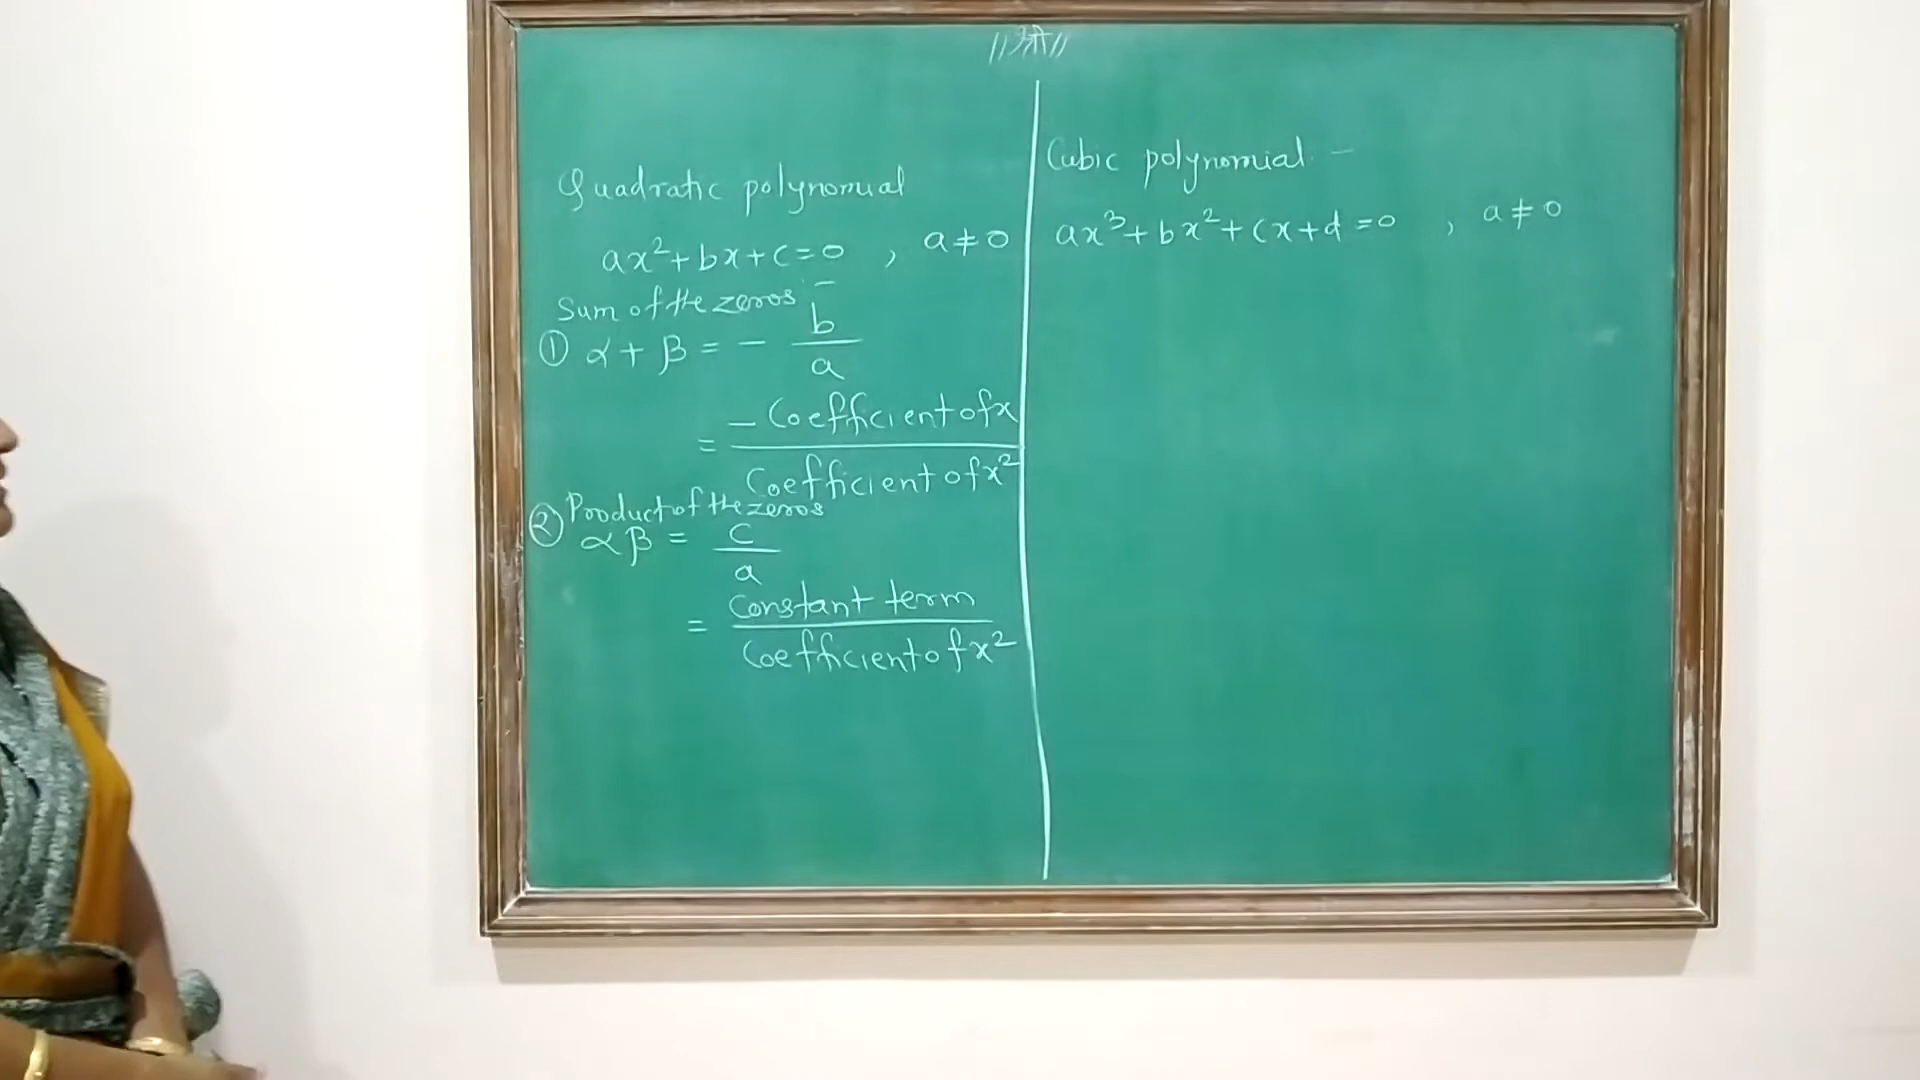 ||श्री||
Quadratic polynomial
ax²+bx+c=0 , a≠0
Sum of the zeros -
① α+β = - b/a
= - Coefficient of x / Coefficient of x²
Product of the zeros
② αβ = c/a
= Constant term / Coefficient of x²
Cubic polynomial -
ax³+bx²+cx+d=0 , a≠0